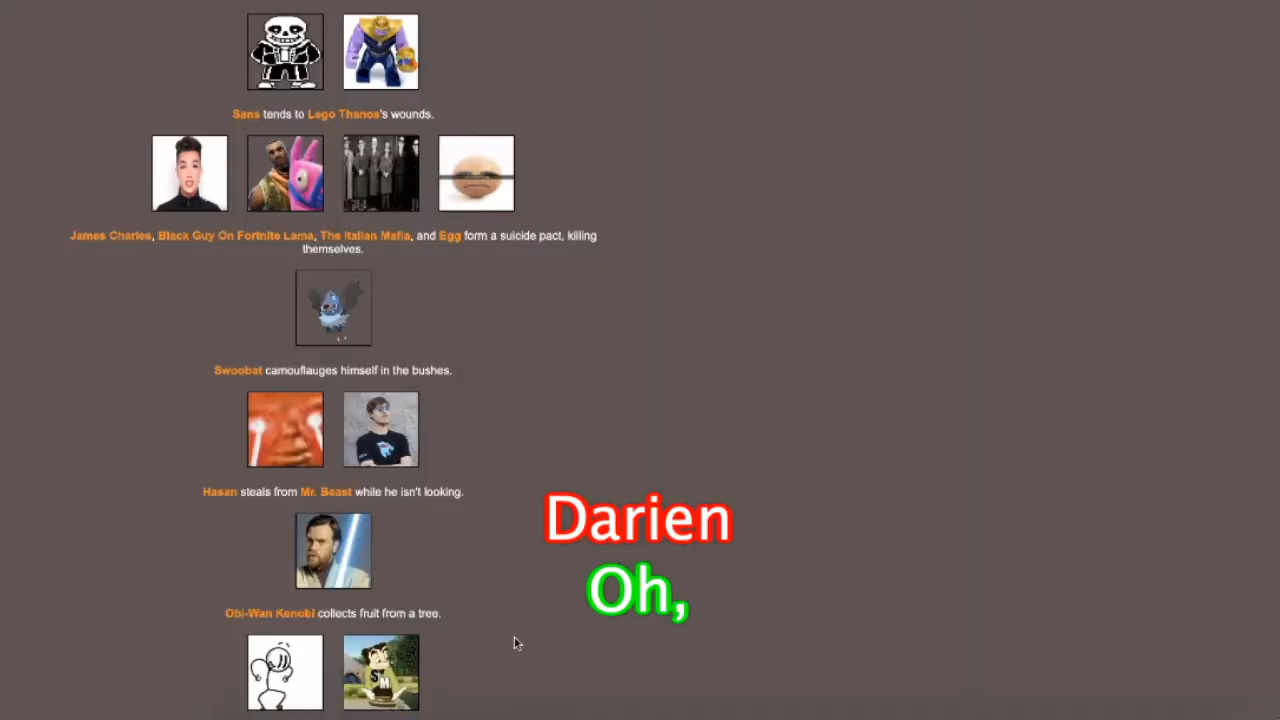 Sans tends to Lego Thanos's wounds.
James Charles, Black Guy On Fortnite Lama, The Italian Mafia, and Egg form a suicide pact, killing
themselves.
Swoobat camouflauges himself in the bushes.
Hasan steals from Mr. Beast while he isn't looking.
Darien
Oh,
Obi-Wan Kenobi collects fruit from a tree.
SM